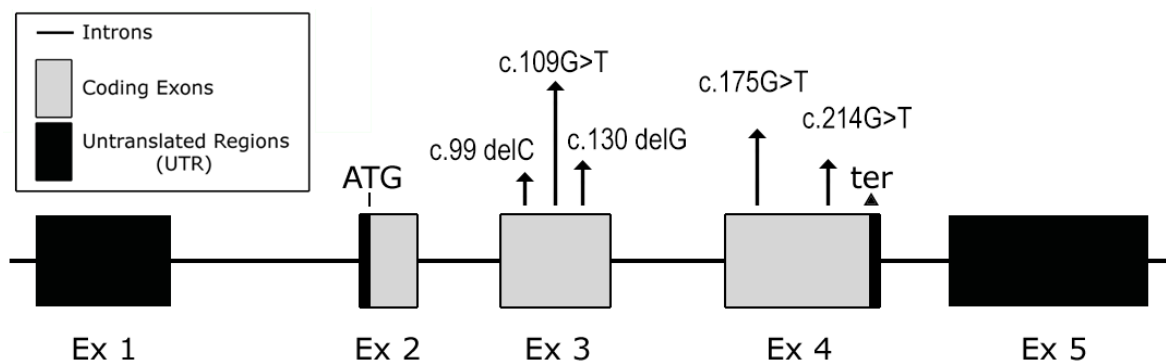 Introns
Coding Exons
Untranslated Regions
(UTR)
c.109G>T
c.175G>T
c.99 delC
c.130 delG
c.214G>T
ATG
ter
Ex 1
Ex 2
Ex 3
Ex 4
Ex 5